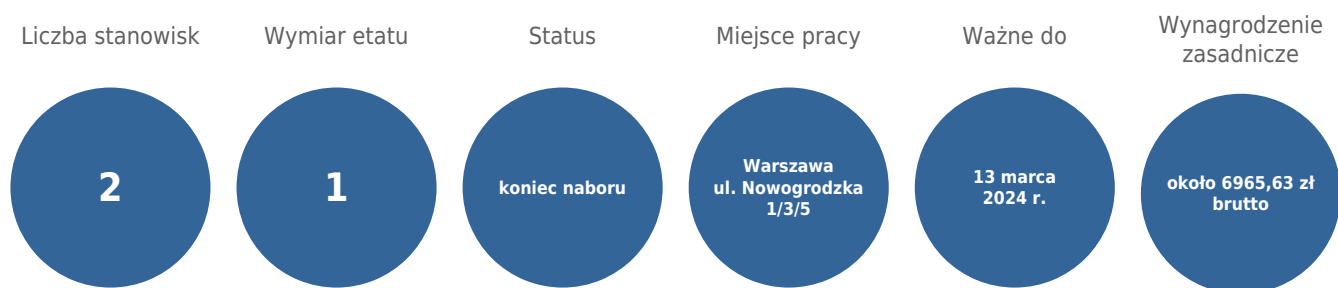 Liczba stanowisk
2
Wymiar etatu
1
Status
koniec naboru
Miejsce pracy
Warszawa
ul. Nowogrodzka
1/3/5
Ważne do
13 marca
2024 r.
Wynagrodzenie
zasadnicze
około 6965,63 zł
brutto